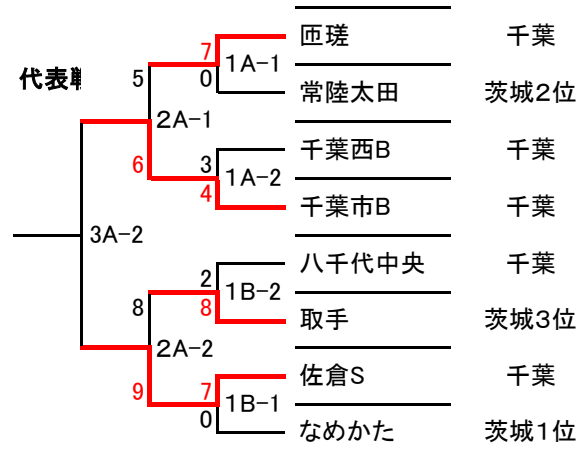 匝瑳 千葉
7
1A-1
代表戦 5 0
常陸太田 茨城2位
2A-1
千葉西B 千葉
6 3
1A-2
4
千葉市B 千葉
3A-2
八千代中央 千葉
2
1B-2
8 8
取手 茨城3位
2A-2
佐倉S 千葉
9 7
1B-1
0
なめかた 茨城1位